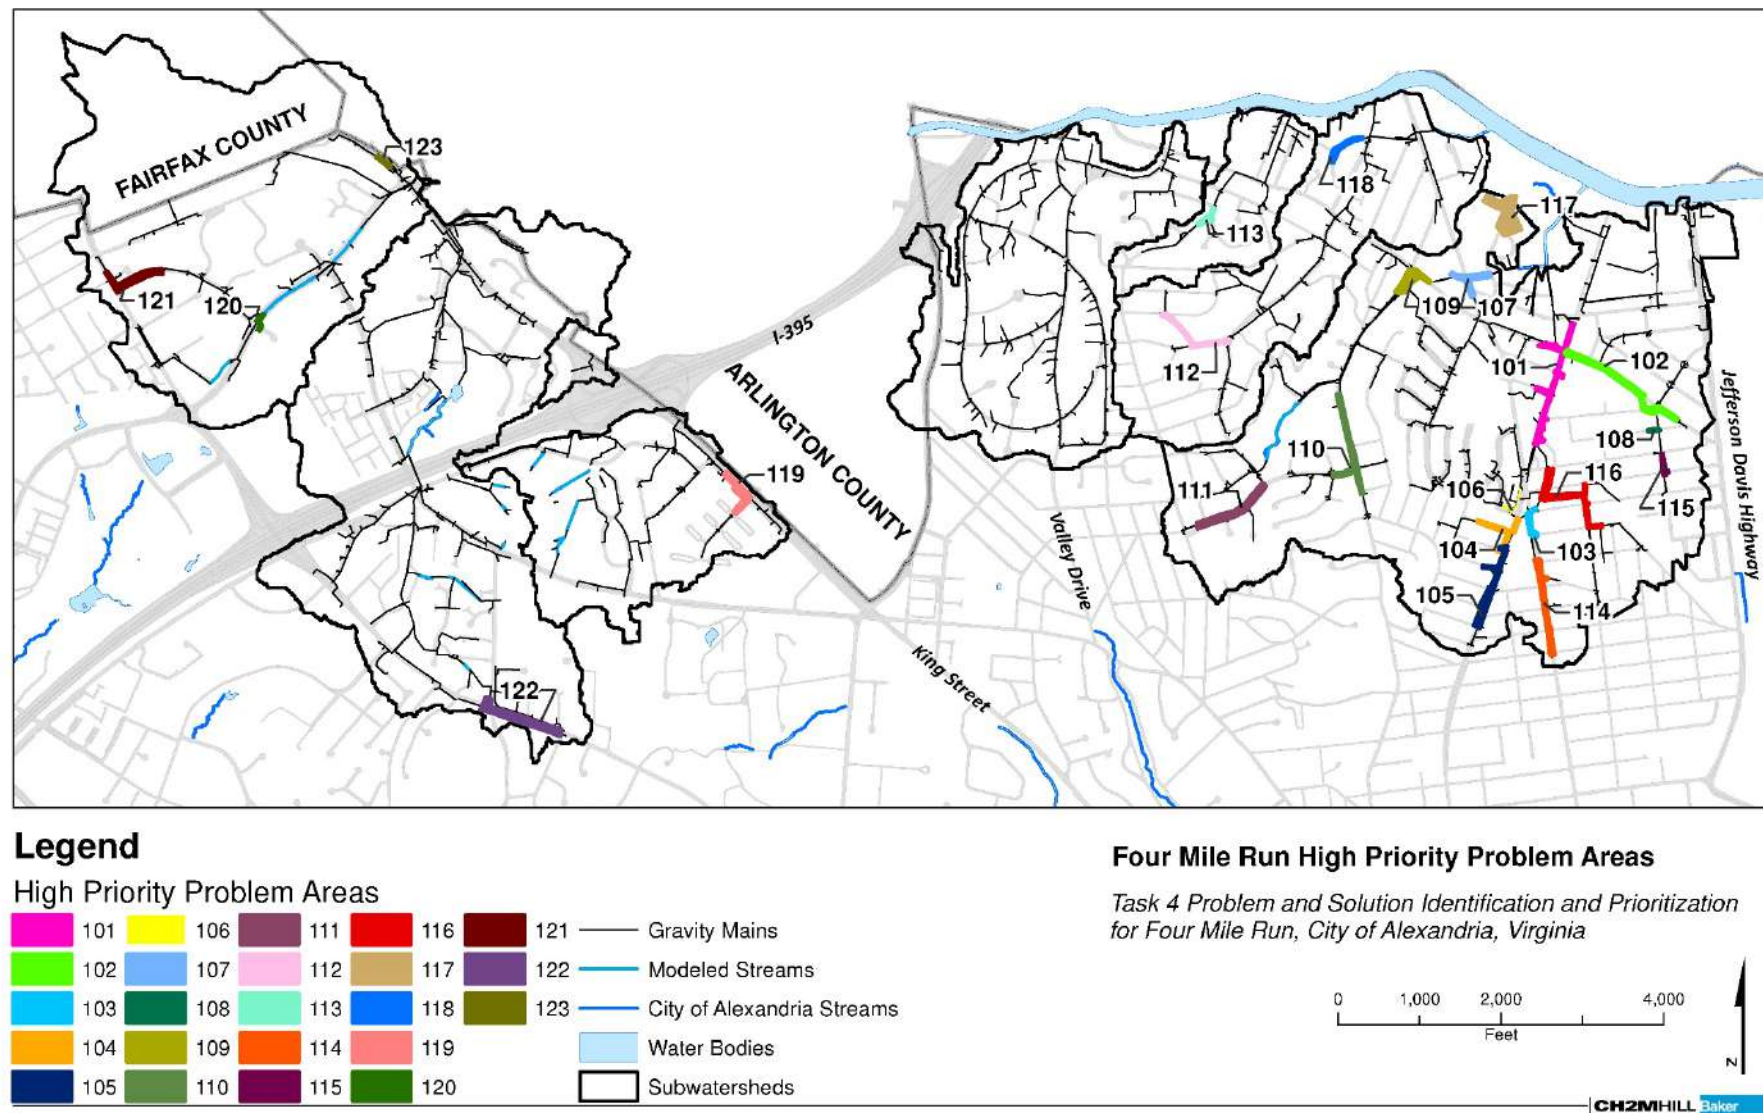 FAIRFAX COUNTY
123
121
120
I-395
ARLINGTON COUNTY
119
122
King Street
Valley Drive
118
113
117
109
107
112
101
102
108
110
111
106
116
115
104
103
105
114
Jefferson Davis Highway
Legend
High Priority Problem Areas
101 106 111 116 121 Gravity Mains
102 107 112 117 122 Modeled Streams
103 108 113 118 123 City of Alexandria Streams
104 109 114 119 Water Bodies
105 110 115 120 Subwatersheds
Four Mile Run High Priority Problem Areas
Task 4 Problem and Solution Identification and Prioritization
for Four Mile Run, City of Alexandria, Virginia
0 1,000 2,000 4,000
Feet
N
CH2MHILL Baker